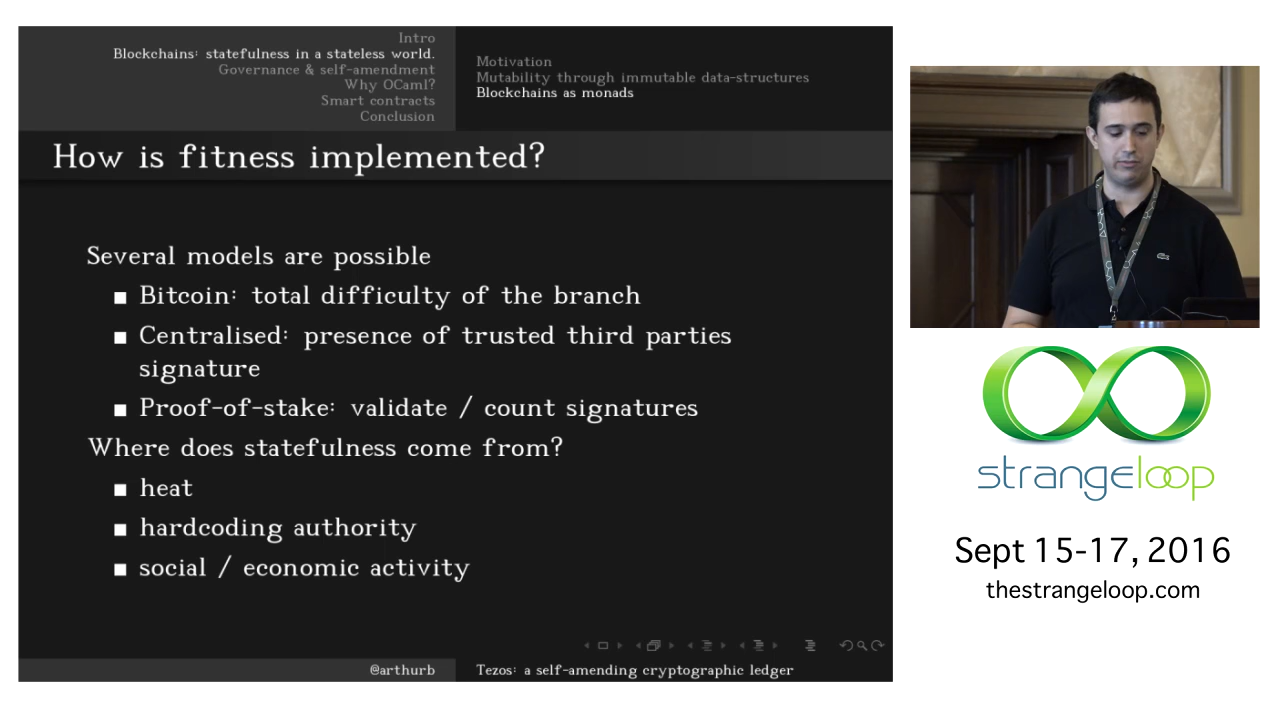 Intro
Blockchains: statefulness in a stateless world.
Governance & self-amendment
Why OCaml?
Smart contracts
Conclusion
Motivation
Mutability through immutable data-structures
Blockchains as monads
How is fitness implemented?
Several models are possible
Bitcoin: total difficulty of the branch
Centralised: presence of trusted third parties
signature
Proof-of-stake: validate / count signatures
Where does statefulness come from?
heat
hardcoding authority
social / economic activity
@arthurb
Tezos: a self-amending cryptographic ledger
strangeloop
Sept 15-17, 2016
thestrangeloop.com